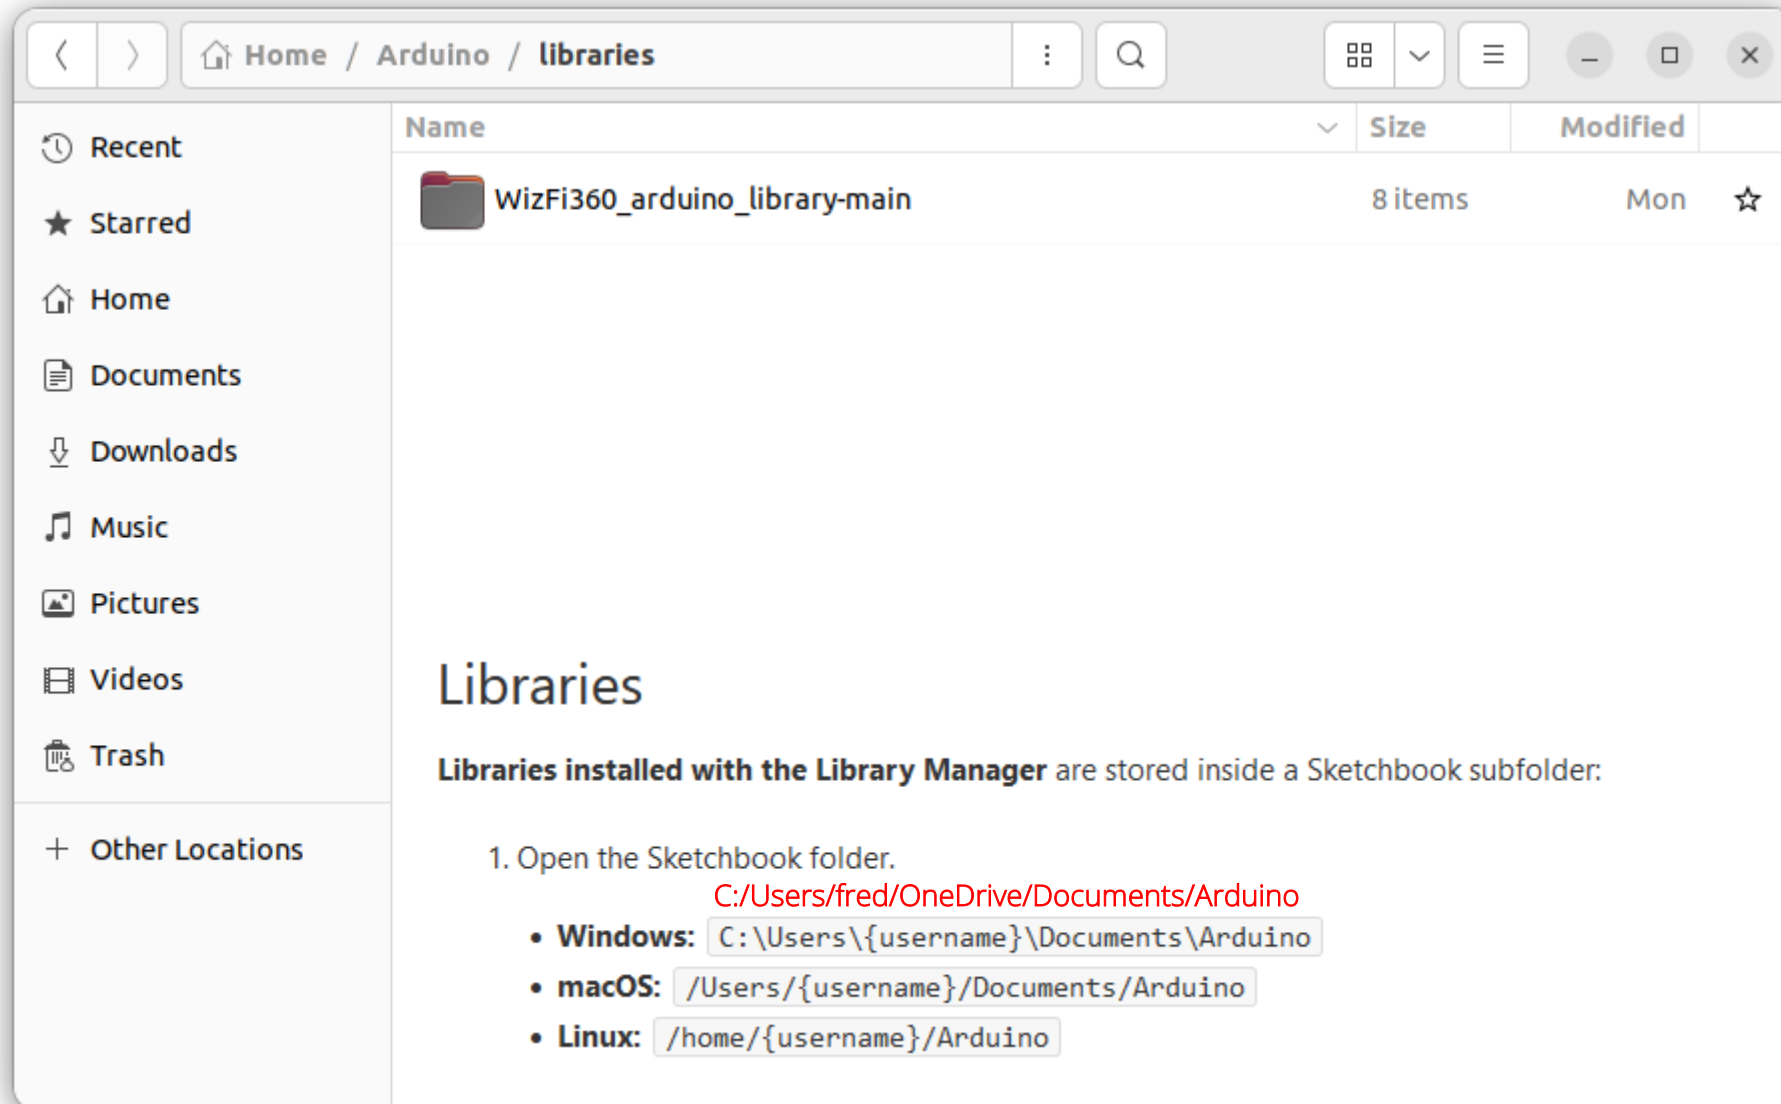 Home / Arduino / libraries
Name Size Modified
Recent
WizFi360_arduino_library-main 8 items Mon
Starred
Home
Documents
Downloads
Music
Pictures
Videos
Trash
Other Locations
Libraries
Libraries installed with the Library Manager are stored inside a Sketchbook subfolder:
1. Open the Sketchbook folder.
C:/Users/fred/OneDrive/Documents/Arduino
• Windows: C:\Users\{username}\Documents\Arduino
• macOS: /Users/{username}/Documents/Arduino
• Linux: /home/{username}/Arduino